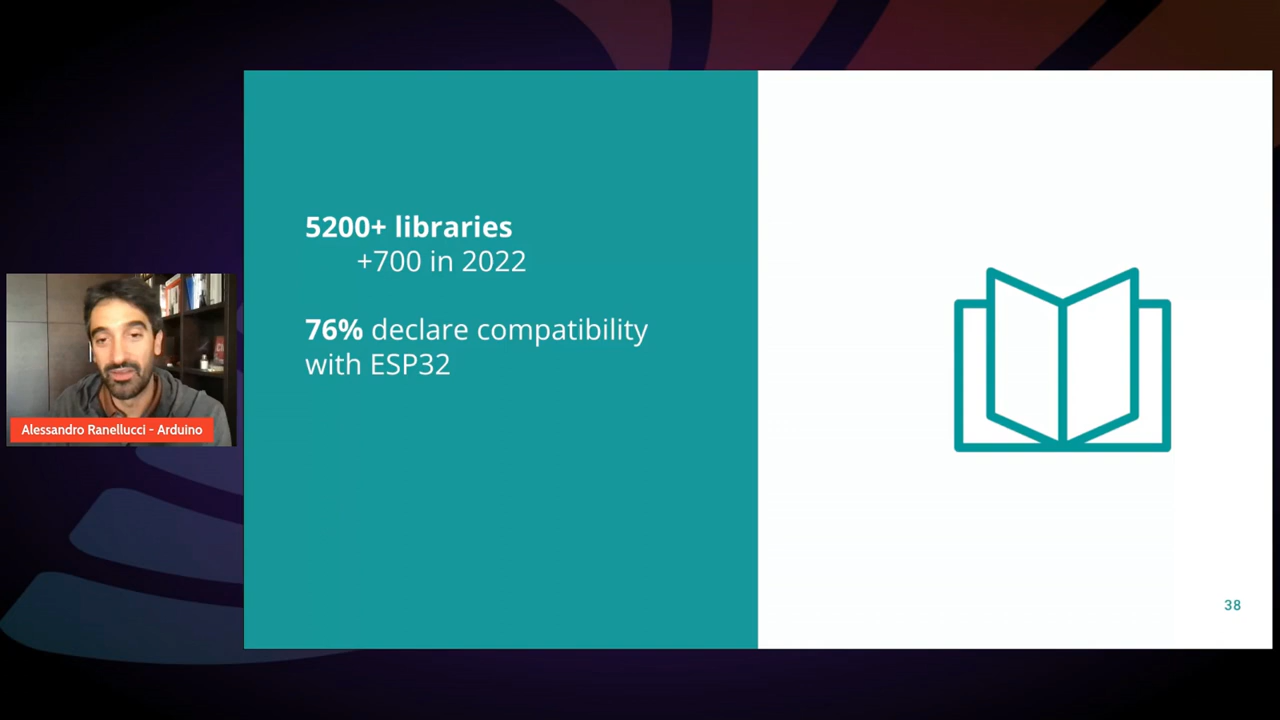 5200+ libraries
+700 in 2022
76% declare compatibility
with ESP32
Alessandro Ranellucci - Arduino
38